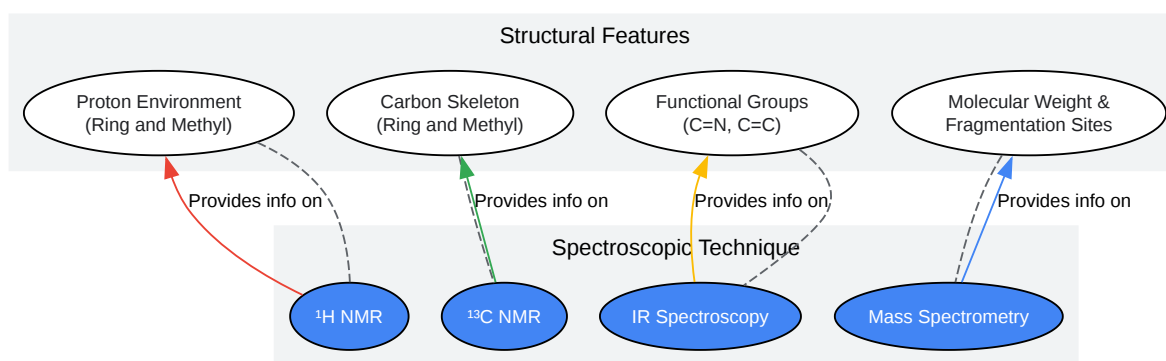 Structural Features
Proton Environment
(Ring and Methyl)
Carbon Skeleton
(Ring and Methyl)
Functional Groups
(C=N, C=C)
Molecular Weight &
Fragmentation Sites
Provides info on
Provides info on
Provides info on
Provides info on
Spectroscopic Technique
¹H NMR
¹³C NMR
IR Spectroscopy
Mass Spectrometry